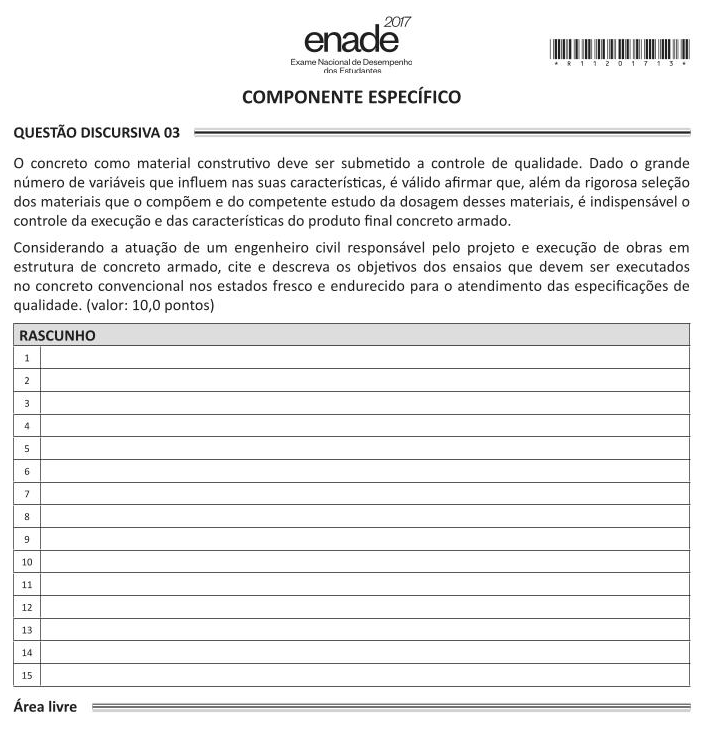 2017
enade
Exame Nacional de Desempenho
dos Estudantes
* R 1 1 2 0 1 7 1 3 *
COMPONENTE ESPECÍFICO
QUESTÃO DISCURSIVA 03
O concreto como material construtivo deve ser submetido a controle de qualidade. Dado o grande
número de variáveis que influem nas suas características, é válido afirmar que, além da rigorosa seleção
dos materiais que o compõem e do competente estudo da dosagem desses materiais, é indispensável o
controle da execução e das características do produto final concreto armado.
Considerando a atuação de um engenheiro civil responsável pelo projeto e execução de obras em
estrutura de concreto armado, cite e descreva os objetivos dos ensaios que devem ser executados
no concreto convencional nos estados fresco e endurecido para o atendimento das especificações de
qualidade. (valor: 10,0 pontos)
RASCUNHO
1
2
3
4
5
6
7
8
9
10
11
12
13
14
15
Área livre